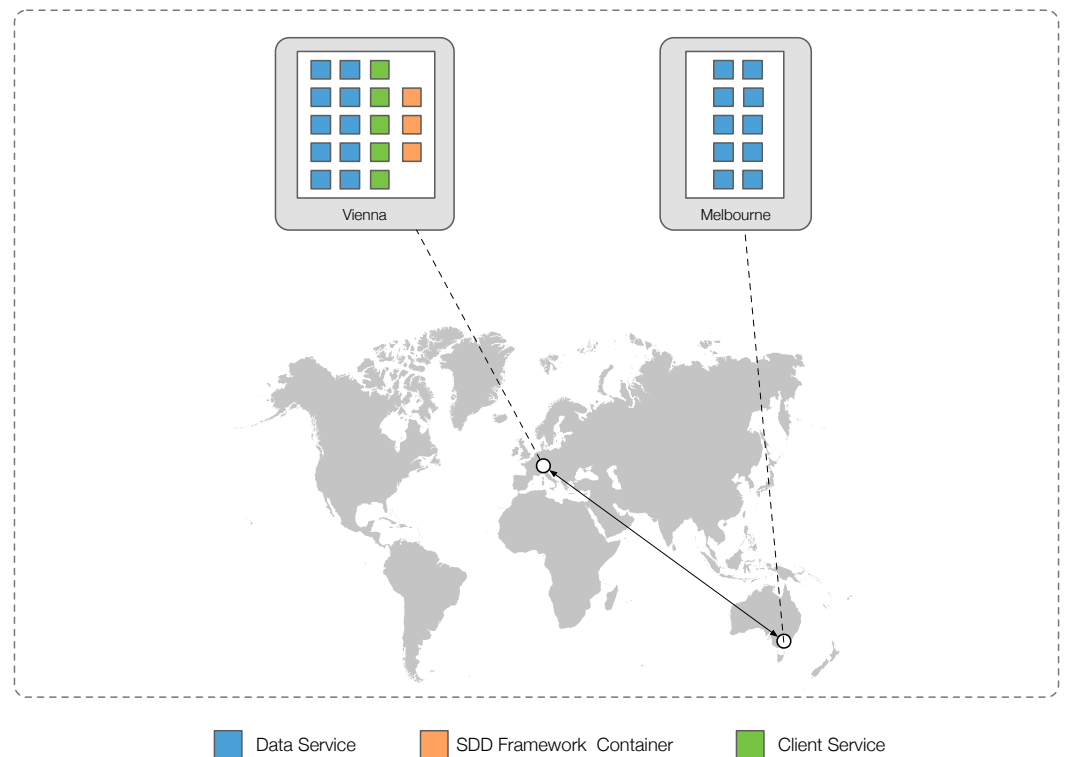 Vienna
Melbourne
Data Service
SDD Framework Container
Client Service